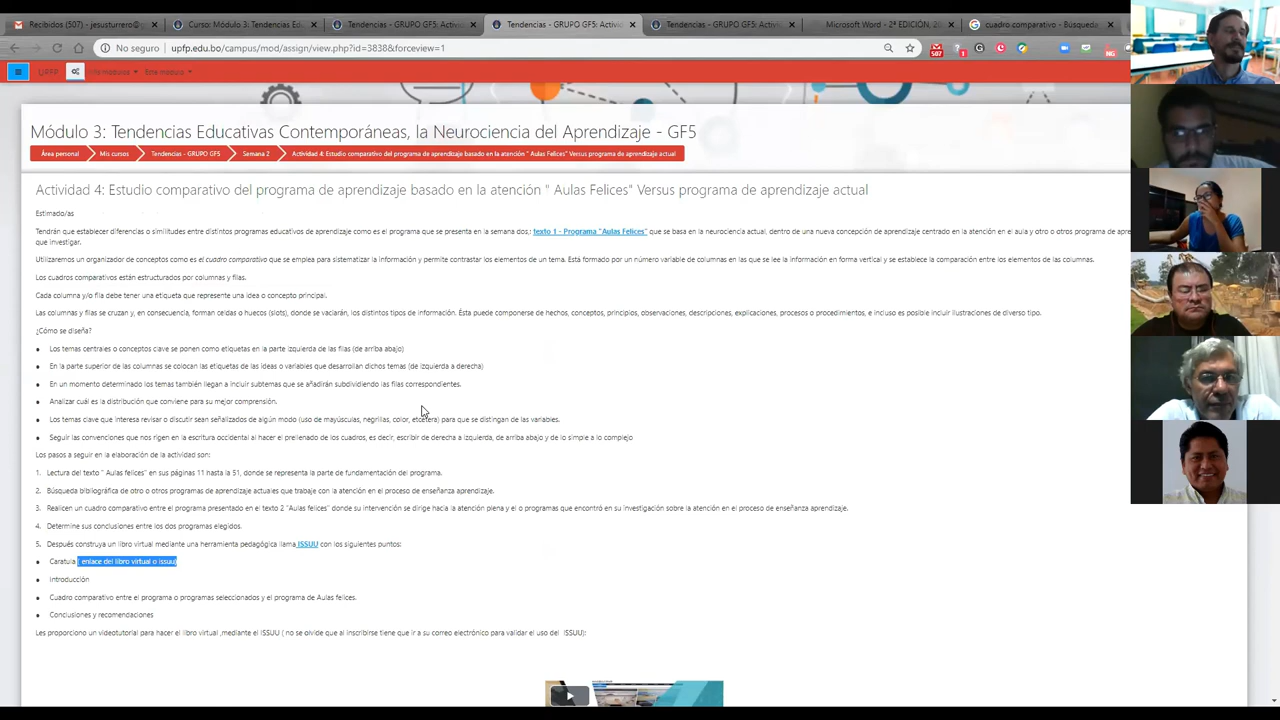 Recibidos (507) - jesusturrero@
Curso: Módulo 3: Tendencias Edu
Tendencias - GRUPO GF5: Activid
Tendencias - GRUPO GF5: Activid
Tendencias - GRUPO GF5: Activid
Microsoft Word - 2ª EDICIÓN, 20
cuadro comparativo - Búsqueda
No seguro
upfp.edu.bo/campus/mod/assign/view.php?id=3838&forceview=1
Este módulo
Módulo 3: Tendencias Educativas Contemporáneas, la Neurociencia del Aprendizaje - GF5
Área personal
Mis cursos
Tendencias - GRUPO GF5
Semana 2
Actividad 4: Estudio comparativo del programa de aprendizaje basado en la atención " Aulas Felices" Versus programa de aprendizaje actual
Actividad 4: Estudio comparativo del programa de aprendizaje basado en la atención " Aulas Felices" Versus programa de aprendizaje actual
Estimado/as
Tendrán que establecer diferencias o similitudes entre distintos programas educativos de aprendizaje como es el programa que se presenta en la semana dos,: texto 1 - Programa "Aulas Felices" que se basa en la neurociencia actual, dentro de una nueva concepción de aprendizaje centrado en la atención en el aula y otro o otros programa de apre
que investigar.
Utilizaremos un organizador de conceptos como es el cuadro comparativo que se emplea para sistematizar la información y permite contrastar los elementos de un tema. Está formado por un número variable de columnas en las que se lee la información en forma vertical y se establece la comparación entre los elementos de las columnas.
Los cuadros comparativos están estructurados por columnas y filas.
Cada columna y/o fila debe tener una etiqueta que represente una idea o concepto principal.
Las columnas y filas se cruzan y, en consecuencia, forman celdas o huecos (slots), donde se vaciarán, los distintos tipos de información. Ésta puede componerse de hechos, conceptos, principios, observaciones, descripciones, explicaciones, procesos o procedimientos, e incluso es posible incluir ilustraciones de diverso tipo.
¿Cómo se diseña?
• Los temas centrales o conceptos clave se ponen como etiquetas en la parte izquierda de las filas (de arriba abajo)
• En la parte superior de las columnas se colocan las etiquetas de las ideas o variables que desarrollan dichos temas (de izquierda a derecha)
• En un momento determinado los temas también llegan a incluir subtemas que se añadirán subdividiendo las filas correspondientes.
• Analizar cuál es la distribución que conviene para su mejor comprensión.
• Los temas clave que interesa revisar o discutir sean señalizados de algún modo (uso de mayúsculas, negrillas, color, etcétera) para que se distingan de las variables.
• Seguir las convenciones que nos rigen en la escritura occidental al hacer el prellenado de los cuadros, es decir, escribir de derecha a izquierda, de arriba abajo y de lo simple a lo complejo
Los pasos a seguir en la elaboración de la actividad son:
1. Lectura del texto " Aulas felices" en sus páginas 11 hasta la 51, donde se representa la parte de fundamentación del programa.
2. Búsqueda bibliográfica de otro o otros programas de aprendizaje actuales que trabaje con la atención en el proceso de enseñanza aprendizaje.
3. Realicen un cuadro comparativo entre el programa presentado en el texto 2 "Aulas felices" donde su intervención se dirige hacia la atención plena y el o programas que encontró en su investigación sobre la atención en el proceso de enseñanza aprendizaje.
4. Determine sus conclusiones entre los dos programas elegidos.
5. Después construya un libro virtual mediante una herramienta pedagógica llama ISSUU con los siguientes puntos:
• Caratula ( enlace del libro virtual o issuu)
• Introducción
• Cuadro comparativo entre el programa o programas seleccionados y el programa de Aulas felices.
• Conclusiones y recomendaciones
Les proporciono un videotutorial para hacer el libro virtual ,mediante el ISSUU ( no se olvide que al inscribirse tiene que ir a su correo electrónico para validar el uso del ISSUU):